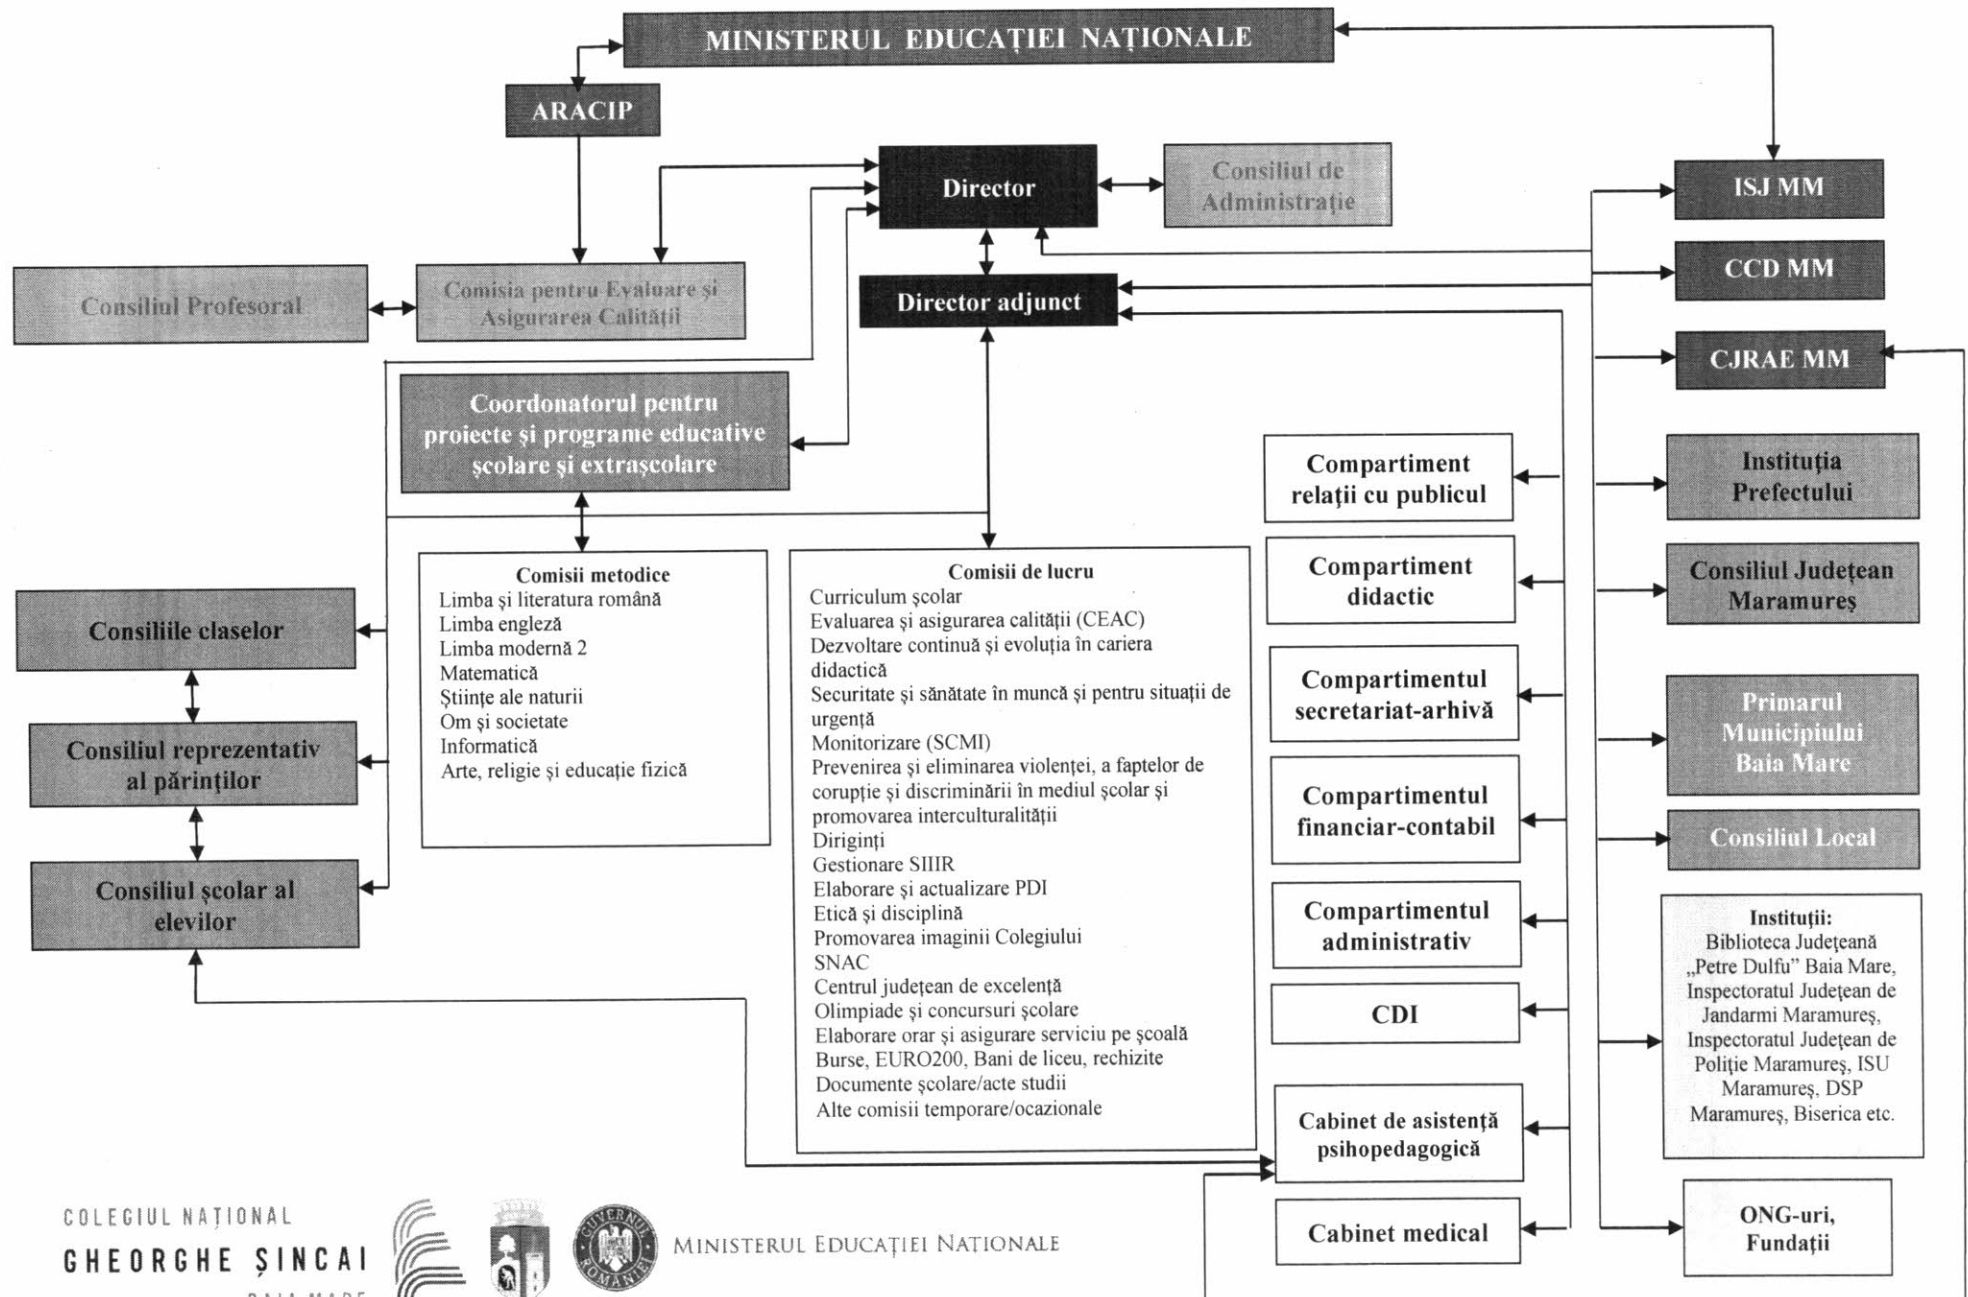 MINISTERUL EDUCAȚIEI NAȚIONALE
ARACIP
Director
Consiliul de
Administrație
ISJ MM
CCD MM
CJRAE MM
Consiliul Profesoral
Comisia pentru Evaluare și
Asigurarea Calității
Director adjunct
Coordonatorul pentru
proiecte și programe educative
școlare și extrașcolare
Comisii metodice
Limba și literatura română
Limba engleză
Limba modernă 2
Matematică
Științe ale naturii
Om și societate
Informatică
Arte, religie și educație fizică
Consiliile claselor
Consiliul reprezentativ
al părinților
Consiliul școlar al
elevilor
Comisii de lucru
Curriculum școlar
Evaluarea și asigurarea calității (CEAC)
Dezvoltare continuă și evoluția în cariera
didactică
Securitate și sănătate în muncă și pentru situații de
urgență
Monitorizare (SCMI)
Prevenirea și eliminarea violenței, a faptelor de
corupție și discriminării în mediul școlar și
promovarea interculturalității
Diriginți
Gestionare SIIIR
Elaborare și actualizare PDI
Etică și disciplină
Promovarea imaginii Colegiului
SNAC
Centrul județean de excelență
Olimpiade și concursuri școlare
Elaborare orar și asigurare serviciu pe școală
Burse, EURO200, Bani de liceu, rechizite
Documente școlare/acte studii
Alte comisii temporare/ocazionale
Compartiment
relații cu publicul
Compartiment
didactic
Compartimentul
secretariat-arhivă
Compartimentul
financiar-contabil
Compartimentul
administrativ
CDI
Cabinet de asistență
psihopedagogică
Cabinet medical
Instituția
Prefectului
Consiliul Județean
Maramureș
Primarul
Municipiului
Baia Mare
Consiliul Local
Instituții:
Biblioteca Județeană
„Petre Dulfu” Baia Mare,
Inspectoratul Județean de
Jandarmi Maramureș,
Inspectoratul Județean de
Poliție Maramureș, ISU
Maramureș, DSP
Maramureș, Biserica etc.
ONG-uri,
Fundații
COLEGIUL NAȚIONAL
GHEORGHE ȘINCAI
BAIA MARE
GUVERNUL ROMÂNIEI
MINISTERUL EDUCAȚIEI NAȚIONALE